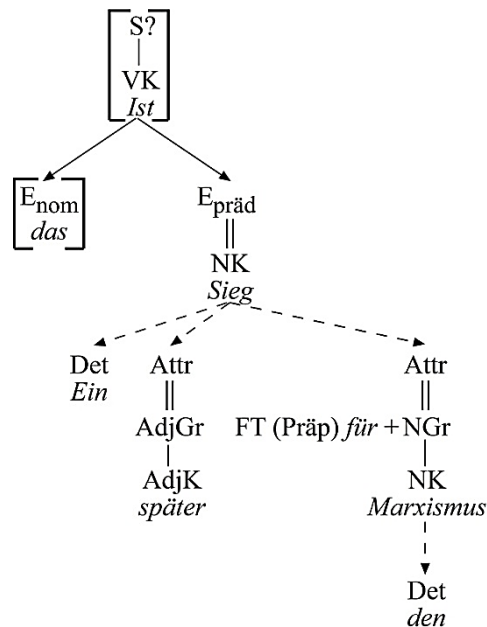 S?
VK
Ist
Enom
das
Epräd
NK
Sieg
Det
Ein
Attr
AdjGr
AdjK
später
Attr
FT (Präp) für + NGr
NK
Marxismus
Det
den